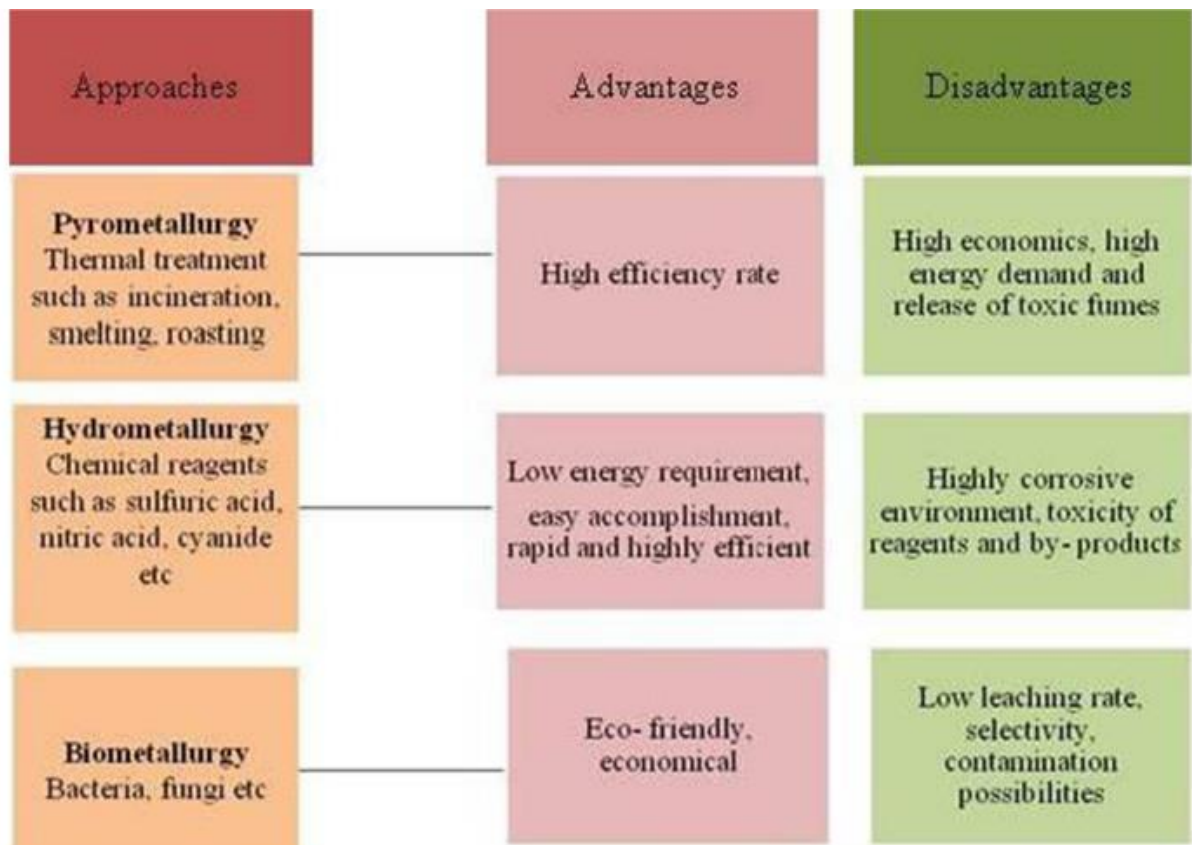 Approaches
Advantages
Disadvantages
Pyrometallurgy
Thermal treatment
such as incineration,
smelting, roasting
High efficiency rate
High economics, high
energy demand and
release of toxic fumes
Hydrometallurgy
Chemical reagents
such as sulfuric acid,
nitric acid, cyanide
etc
Low energy requirement,
easy accomplishment,
rapid and highly efficient
Highly corrosive
environment, toxicity of
reagents and by- products
Biometallurgy
Bacteria, fungi etc
Eco- friendly,
economical
Low leaching rate,
selectivity,
contamination
possibilities